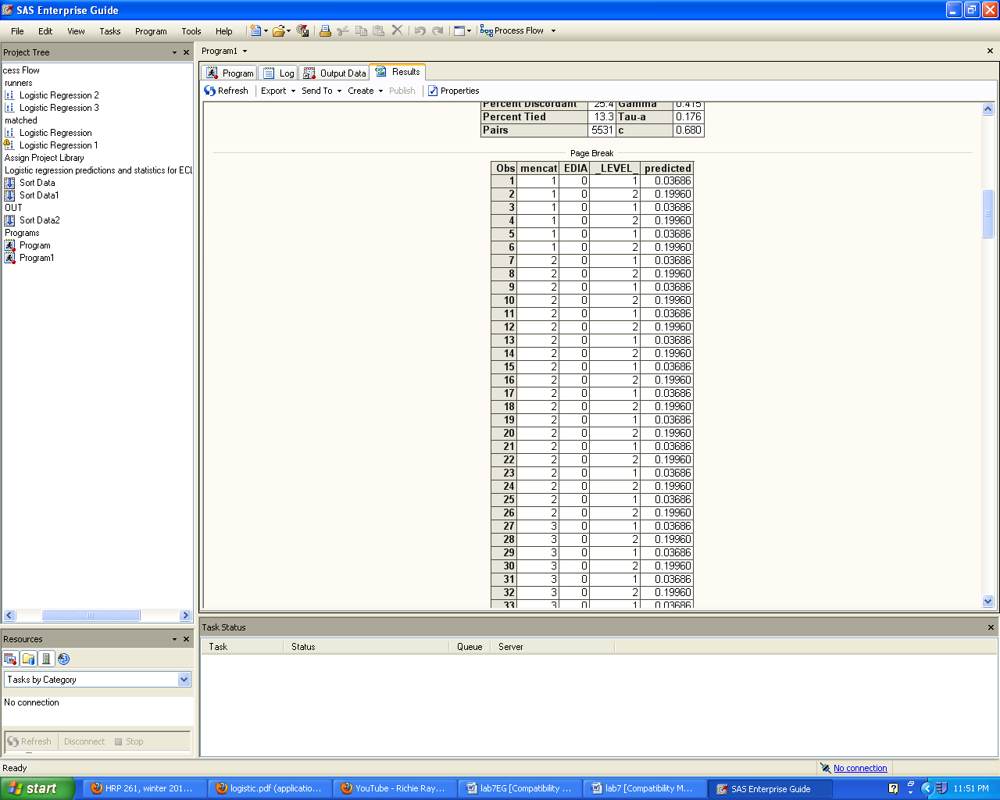 SAS Enterprise Guide
File Edit View Tasks Program Tools Help Process Flow
Project Tree
cess Flow
runners
Logistic Regression 2
Logistic Regression 3
matched
Logistic Regression
Logistic Regression 1
Assign Project Library
Logistic regression predictions and statistics for ECL
Sort Data
Sort Data1
OUT
Sort Data2
Programs
Program
Program1
Program1
Program Log Output Data Results
Refresh Export Send To Create Publish Properties
Percent Discordant 25.4 Gamma 0.415
Percent Tied 13.3 Tau-a 0.176
Pairs 5531 c 0.680
Page Break
Obs mencat EDIA _LEVEL_ predicted
1 1 0 1 0.03686
2 1 0 2 0.19960
3 1 0 1 0.03686
4 1 0 2 0.19960
5 1 0 1 0.03686
6 1 0 2 0.19960
7 2 0 1 0.03686
8 2 0 2 0.19960
9 2 0 1 0.03686
10 2 0 2 0.19960
11 2 0 1 0.03686
12 2 0 2 0.19960
13 2 0 1 0.03686
14 2 0 2 0.19960
15 2 0 1 0.03686
16 2 0 2 0.19960
17 2 0 1 0.03686
18 2 0 2 0.19960
19 2 0 1 0.03686
20 2 0 2 0.19960
21 2 0 1 0.03686
22 2 0 2 0.19960
23 2 0 1 0.03686
24 2 0 2 0.19960
25 2 0 1 0.03686
26 2 0 2 0.19960
27 3 0 1 0.03686
28 3 0 2 0.19960
29 3 0 1 0.03686
30 3 0 2 0.19960
31 3 0 1 0.03686
32 3 0 2 0.19960
33 3 0 1 0.03686
Resources
Tasks by Category
No connection
Refresh Disconnect Stop
Task Status
Task Status Queue Server
Ready
No connection
start HRP 261, winter 201... logistic.pdf (applicatio... YouTube - Richie Ray... lab7EG [Compatibility ... lab7 [Compatibility M... SAS Enterprise Guide 11:51 PM